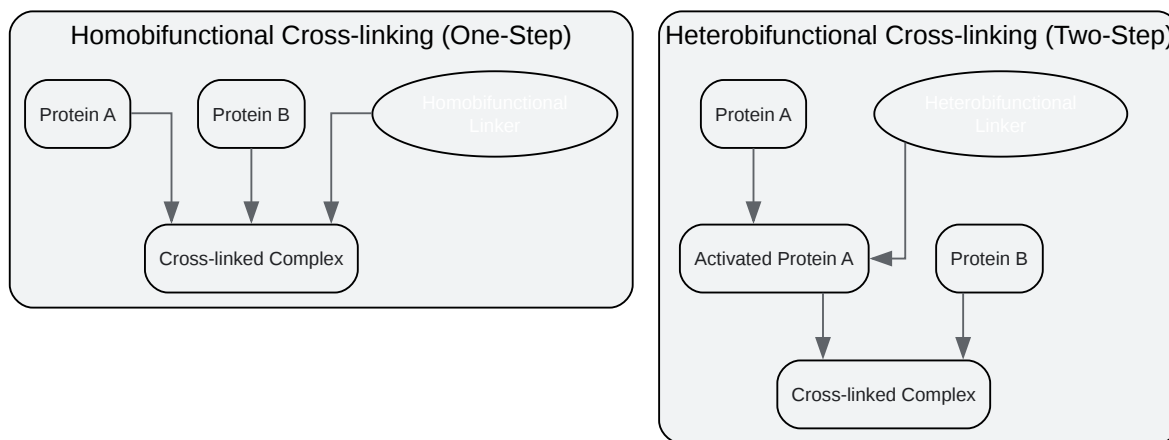 Homobifunctional Cross-linking (One-Step)
Protein A
Protein B
Homobifunctional
Linker
Cross-linked Complex
Heterobifunctional Cross-linking (Two-Step)
Protein A
Heterobifunctional
Linker
Activated Protein A
Protein B
Cross-linked Complex